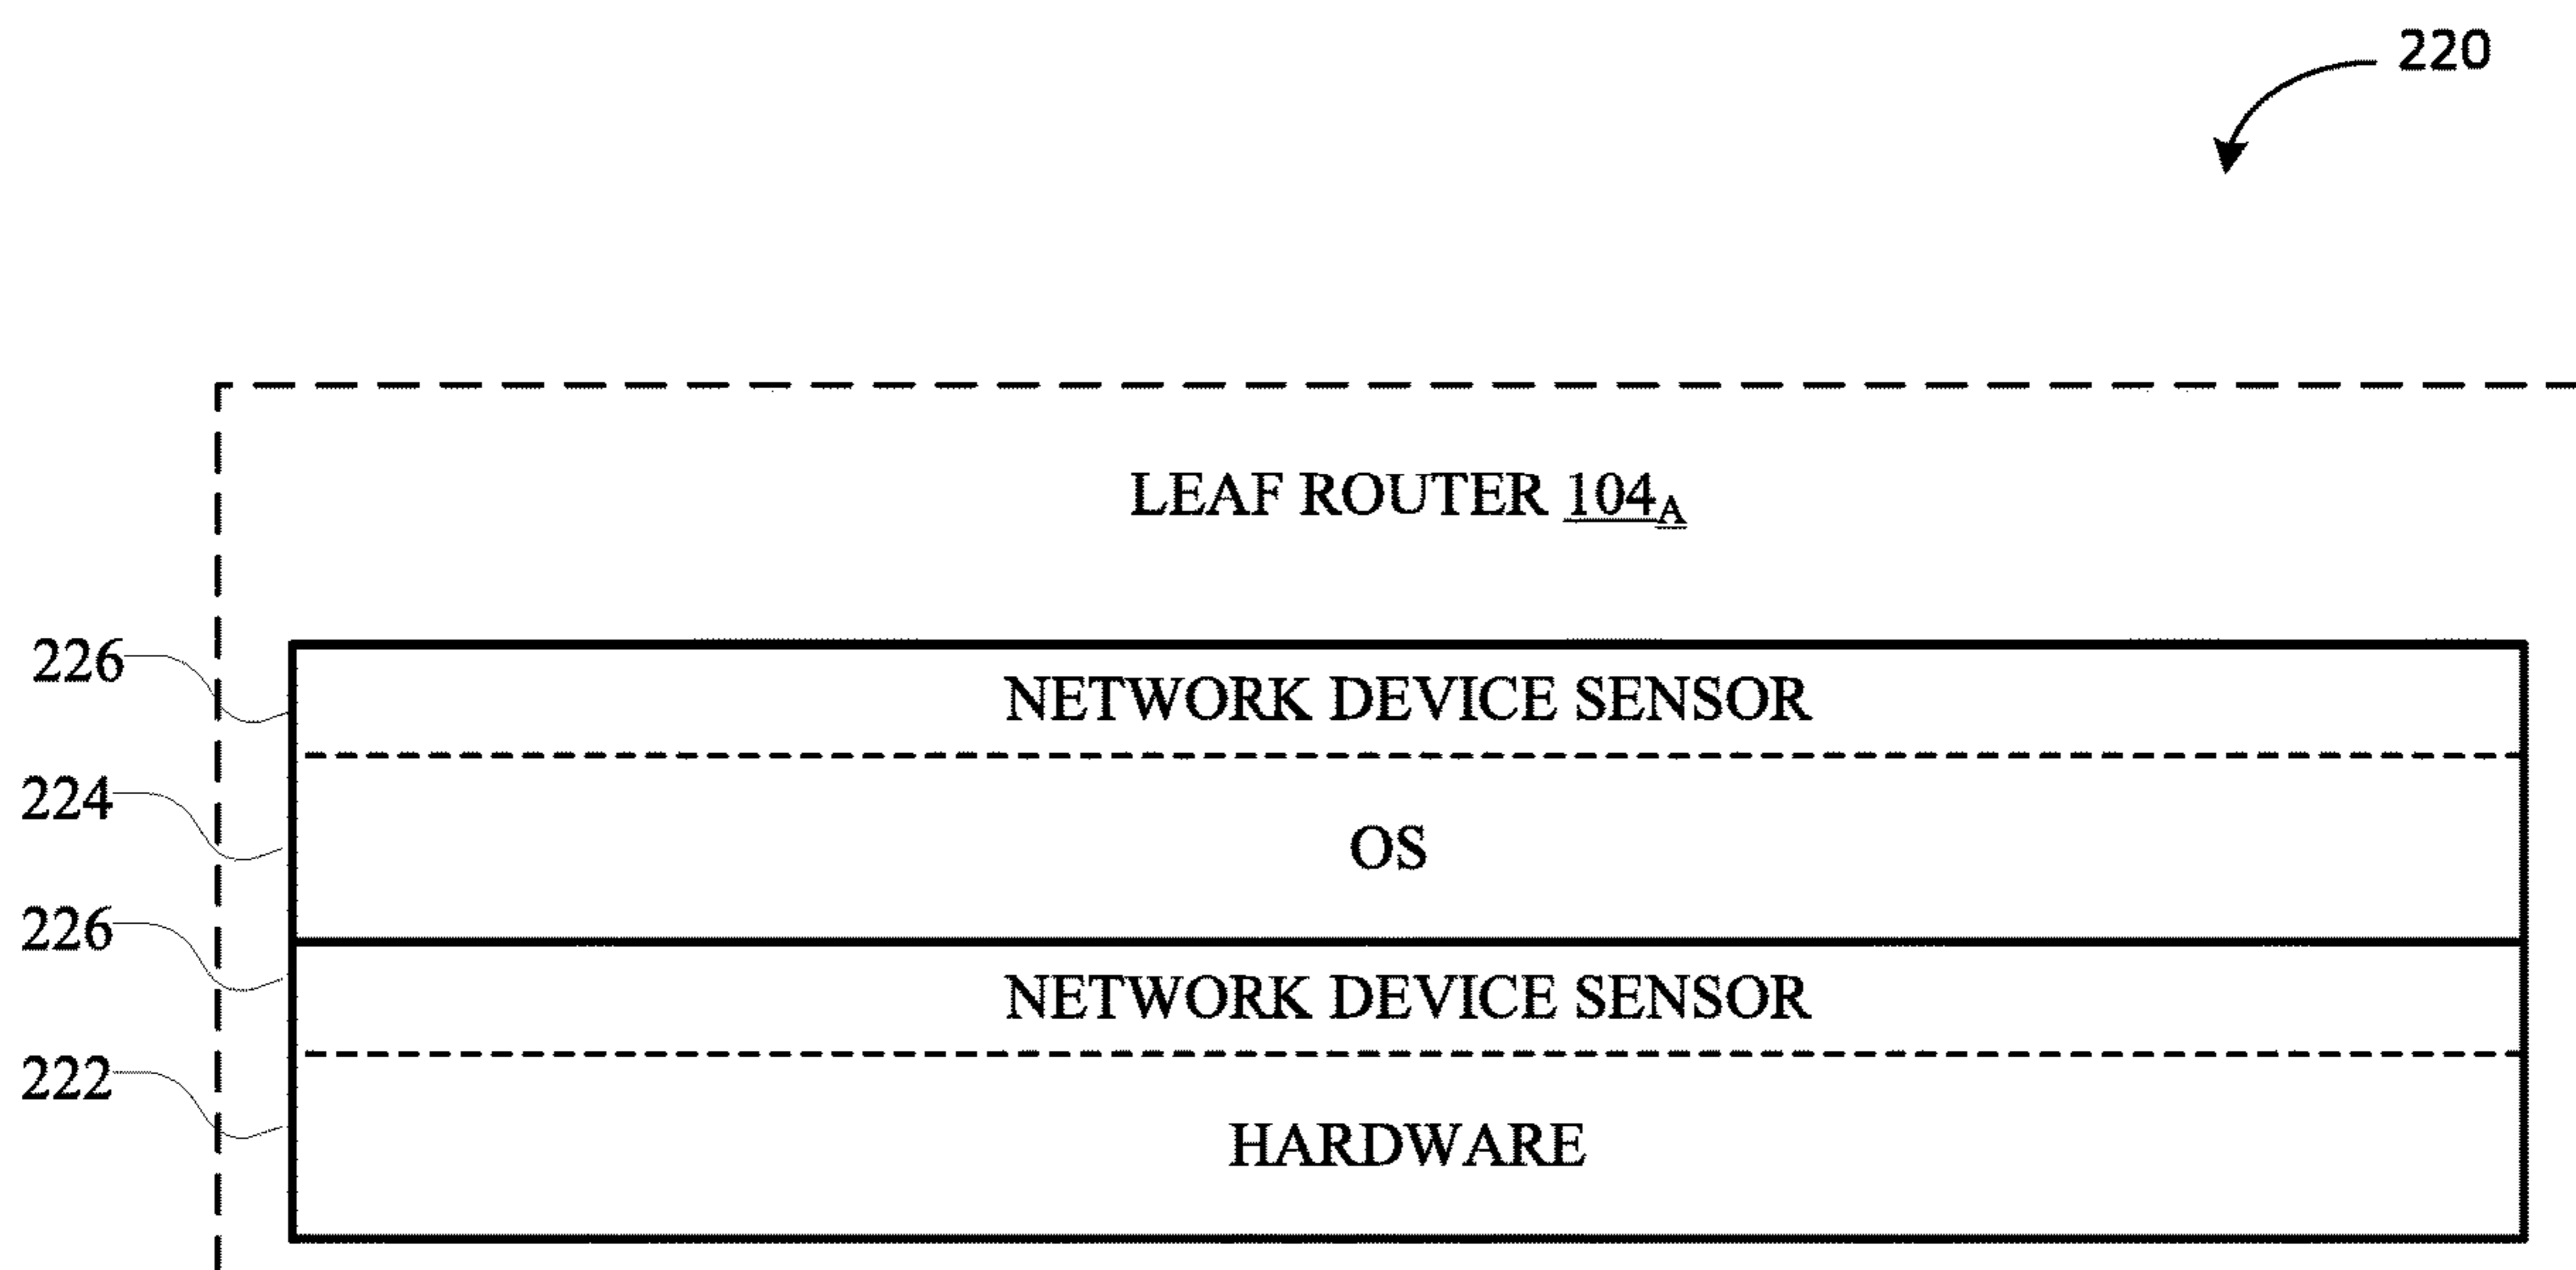 220
LEAF ROUTER 104A
226
NETWORK DEVICE SENSOR
224
OS
226
NETWORK DEVICE SENSOR
222
HARDWARE